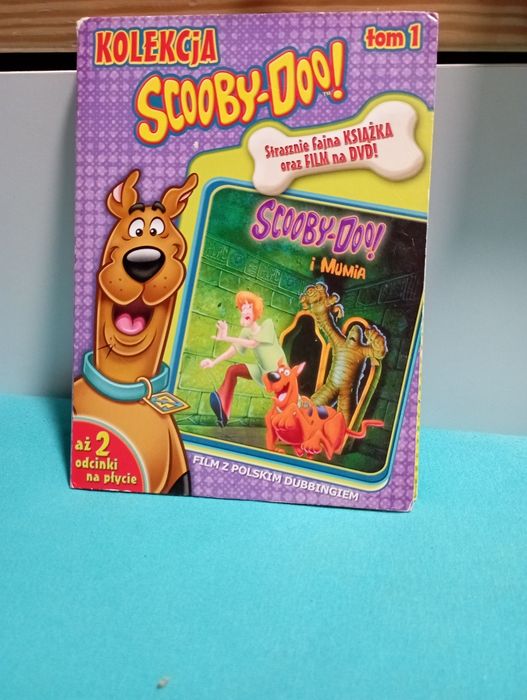 KOLEKCJA
tom 1
SCOOBY-DOO!™
Strasznie fajna KSIĄŻKA
oraz FILM na DVD!
SCOOBY-DOO!
i MUMIA
aż 2
odcinki
na płycie
FILM Z POLSKIM DUBBINGIEM